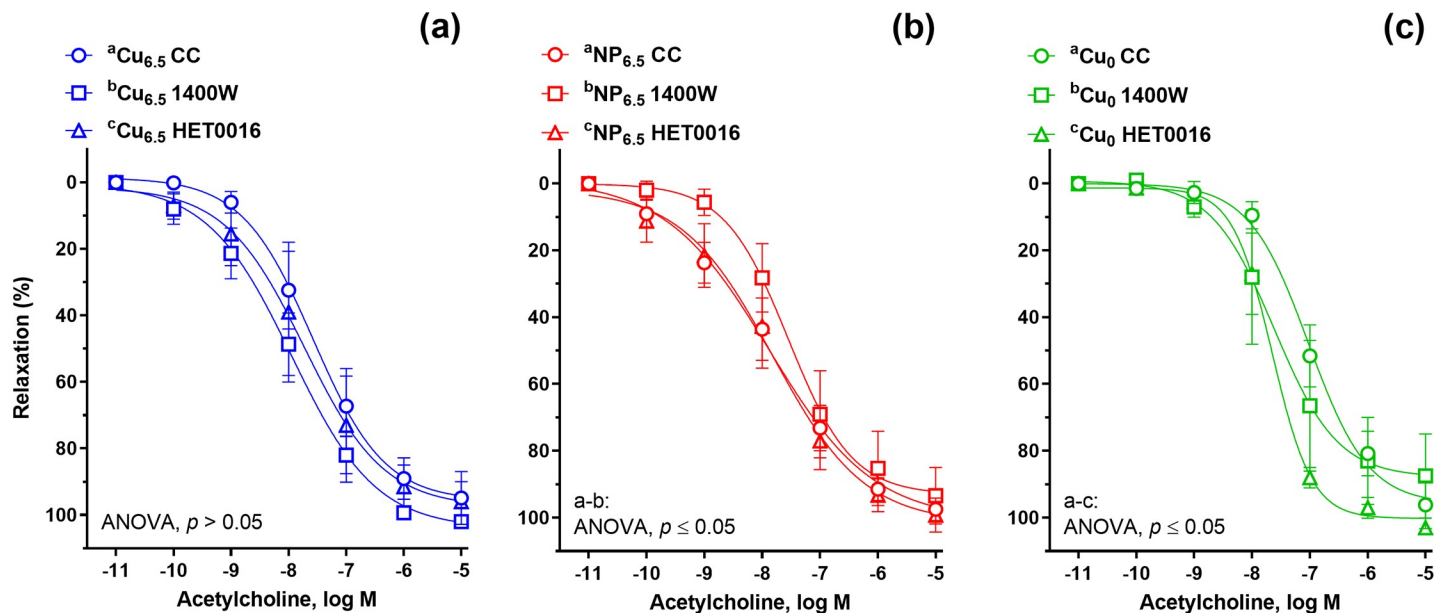 (a)
ᵃCu₆.₅ CC
ᵇCu₆.₅ 1400W
ᶜCu₆.₅ HET0016
Relaxation (%)
0
20
40
60
80
100
ANOVA, p > 0.05
-11 -10 -9 -8 -7 -6 -5
Acetylcholine, log M
(b)
ᵃNP₆.₅ CC
ᵇNP₆.₅ 1400W
ᶜNP₆.₅ HET0016
0
20
40
60
80
100
a-b:
ANOVA, p ≤ 0.05
-11 -10 -9 -8 -7 -6 -5
Acetylcholine, log M
(c)
ᵃCu₀ CC
ᵇCu₀ 1400W
ᶜCu₀ HET0016
0
20
40
60
80
100
a-c:
ANOVA, p ≤ 0.05
-11 -10 -9 -8 -7 -6 -5
Acetylcholine, log M